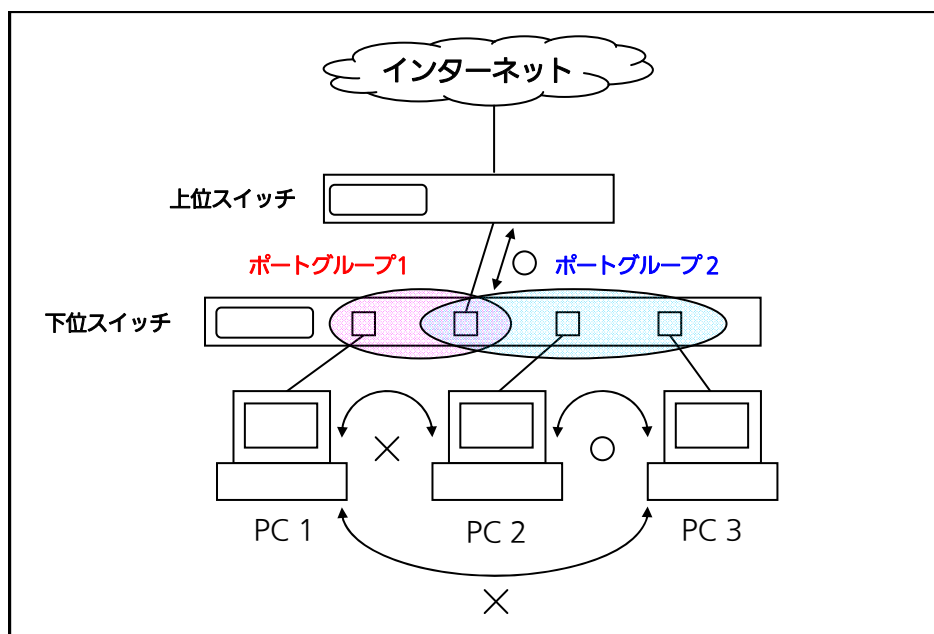 インターネット
上位スイッチ
ポートグループ1
ポートグループ2
下位スイッチ
PC 1
PC 2
PC 3